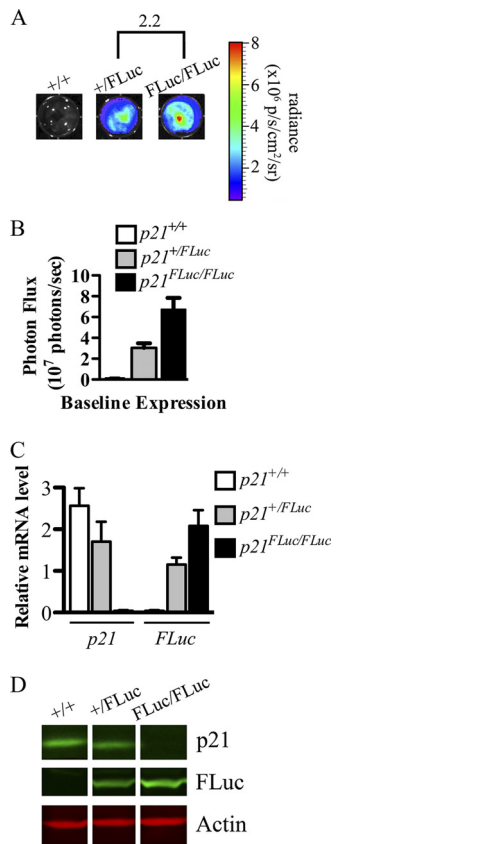 A
2.2
+/+
+/FLuc
FLuc/FLuc
8
6
4
2
radiance
(x10⁶ p/s/cm²/sr)
B
p21+/+
p21+/FLuc
p21FLuc/FLuc
Photon Flux
(10⁷ photons/sec)
10
8
6
4
2
0
Baseline Expression
C
Relative mRNA level
3
2
1
0
p21
FLuc
p21+/+
p21+/FLuc
p21FLuc/FLuc
D
+/+
+/FLuc
FLuc/FLuc
p21
FLuc
Actin